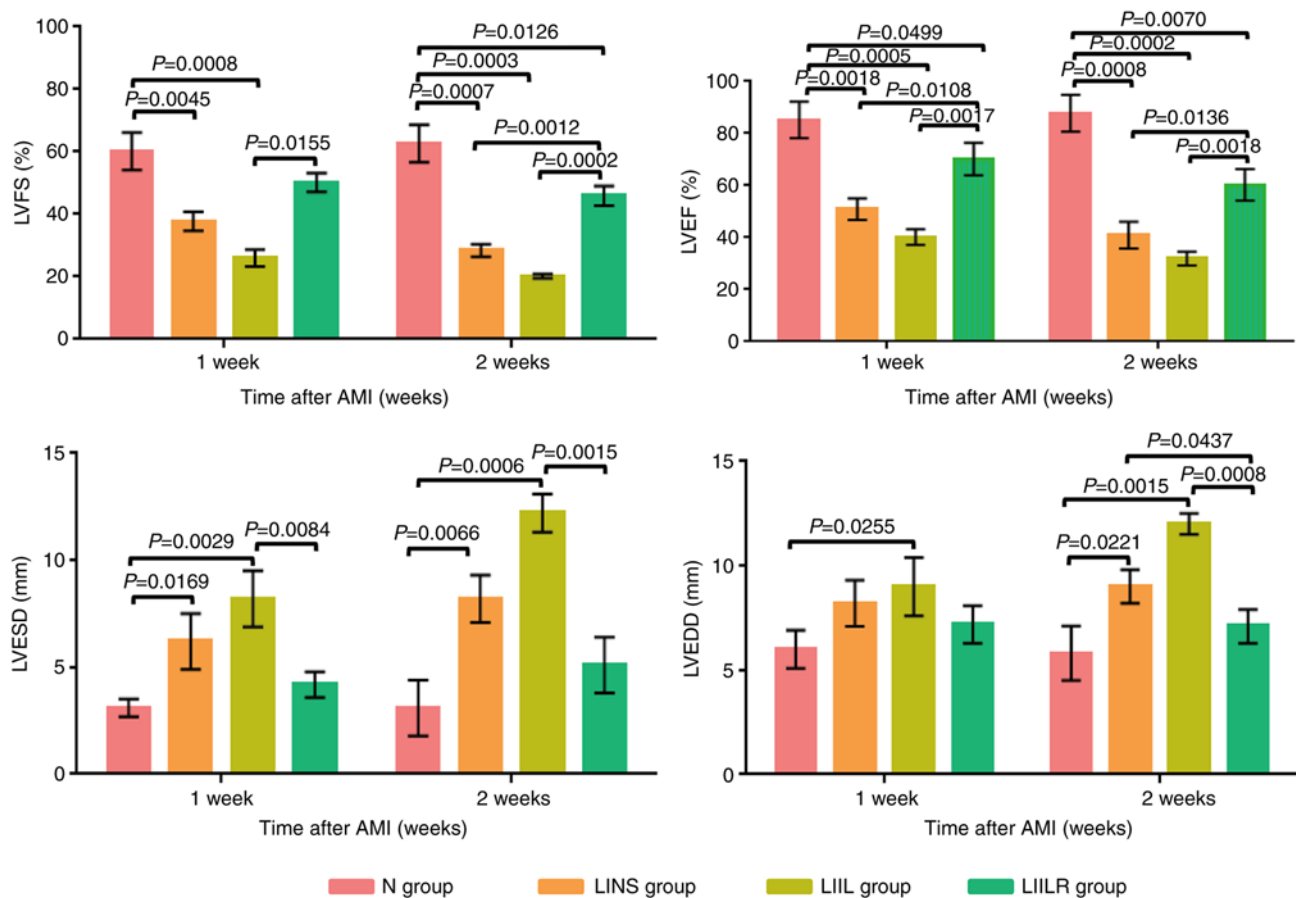 100
80
60
40
20
0
LVFS (%)
P=0.0008
P=0.0045
P=0.0155
P=0.0126
P=0.0003
P=0.0007
P=0.0012
P=0.0002
1 week
2 weeks
Time after AMI (weeks)
100
80
60
40
20
0
LVEF (%)
P=0.0499
P=0.0005
P=0.0018
P=0.0108
P=0.0017
P=0.0070
P=0.0002
P=0.0008
P=0.0136
P=0.0018
1 week
2 weeks
Time after AMI (weeks)
15
10
5
0
LVESD (mm)
P=0.0029
P=0.0084
P=0.0169
P=0.0015
P=0.0006
P=0.0066
1 week
2 weeks
Time after AMI (weeks)
15
10
5
0
LVEDD (mm)
P=0.0255
P=0.0437
P=0.0015
P=0.0008
P=0.0221
1 week
2 weeks
Time after AMI (weeks)
N group
LINS group
LIIL group
LIILR group